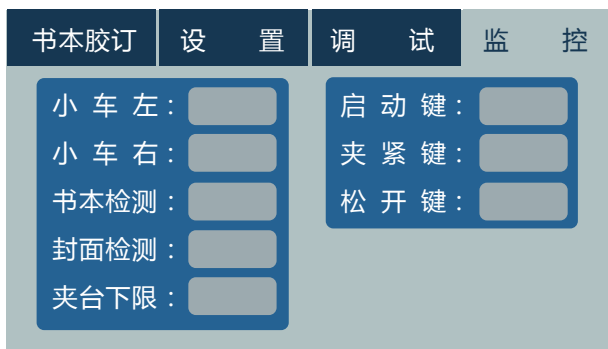 书本胶订 设 置 调 试 监 控
小 车 左：
小 车 右：
书本检测：
封面检测：
夹台下限：
启 动 键：
夹 紧 键：
松 开 键：